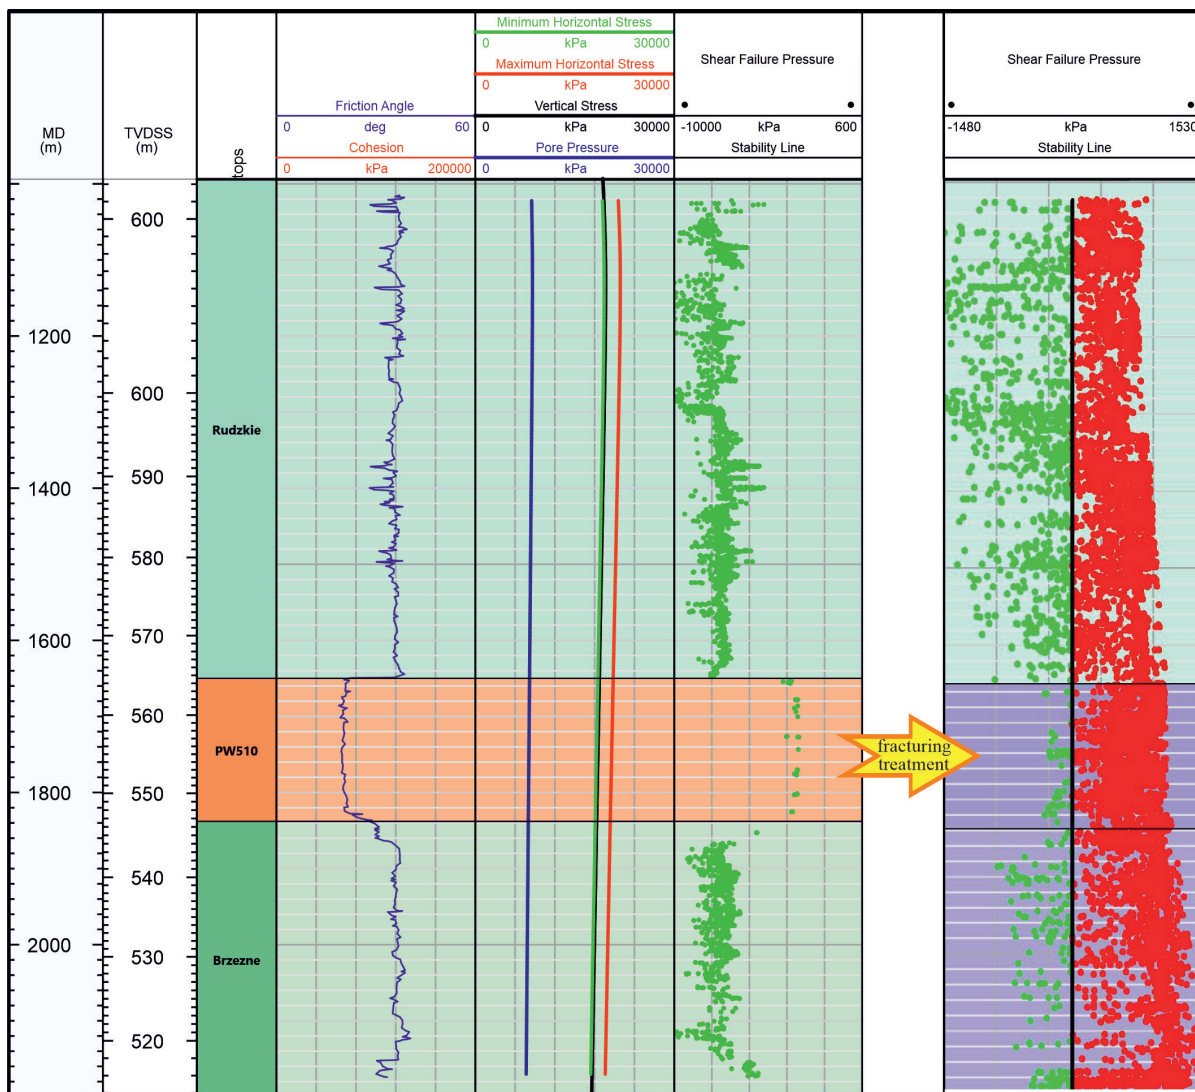 MD
(m)
TVDSS
(m)
tops
Friction Angle
0 deg 60
Cohesion
0 kPa 200000
Minimum Horizontal Stress
0 kPa 30000
Maximum Horizontal Stress
0 kPa 30000
Vertical Stress
0 kPa 30000
Pore Pressure
0 kPa 30000
Shear Failure Pressure
-10000 kPa 600
Stability Line
Shear Failure Pressure
-1480 kPa 1530
Stability Line
1200
1400
1600
1800
2000
600
600
590
580
570
560
550
540
530
520
Rudzkie
PW510
Brzezne
fracturing
treatment